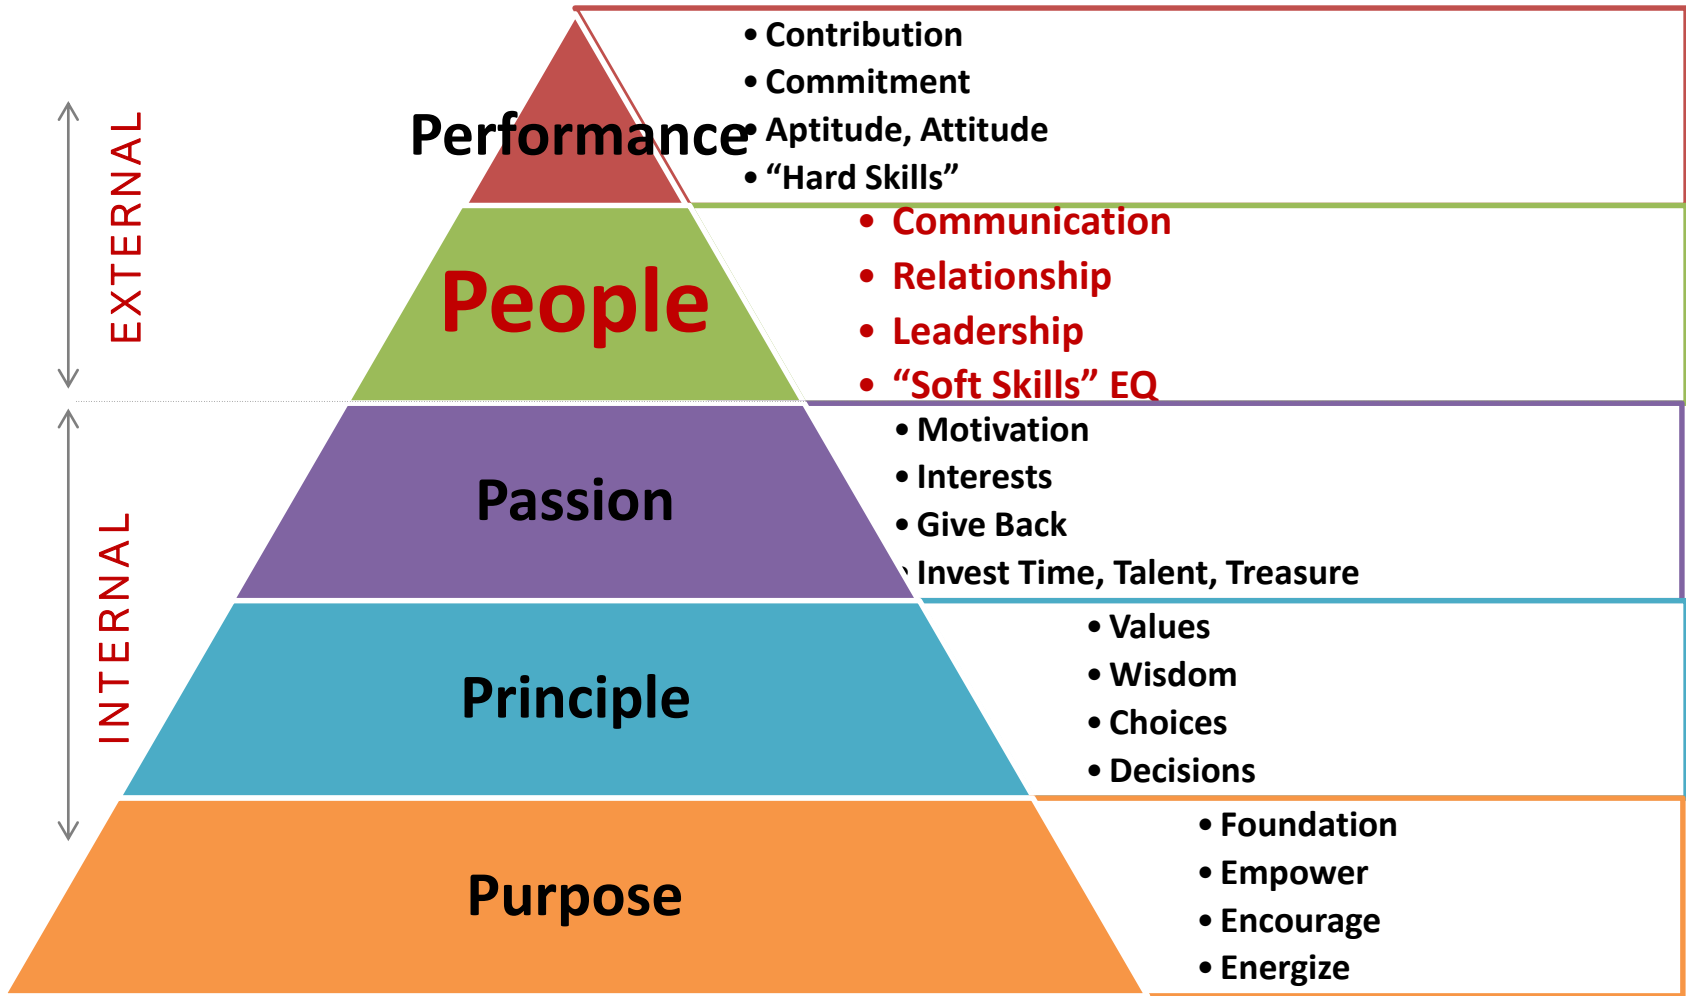 EXTERNAL
INTERNAL
Performance
• Contribution
• Commitment
• Aptitude, Attitude
• “Hard Skills”
People
• Communication
• Relationship
• Leadership
• “Soft Skills” EQ
Passion
• Motivation
• Interests
• Give Back
• Invest Time, Talent, Treasure
Principle
• Values
• Wisdom
• Choices
• Decisions
Purpose
• Foundation
• Empower
• Encourage
• Energize